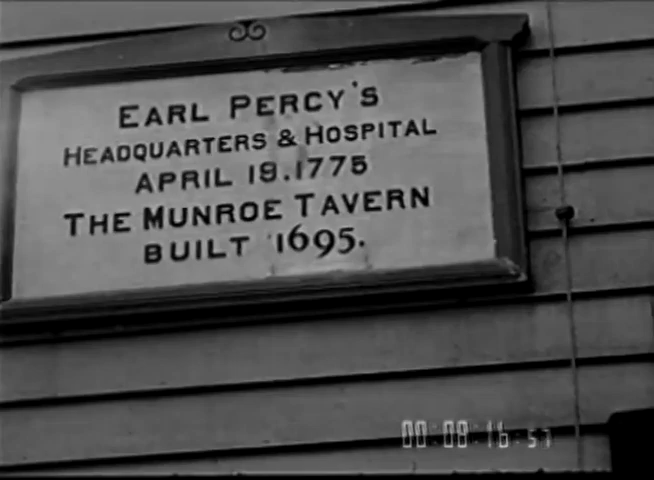 EARL PERCY'S
HEADQUARTERS & HOSPITAL
APRIL 19.1775
THE MUNROE TAVERN
BUILT 1695.
00:08:16:57